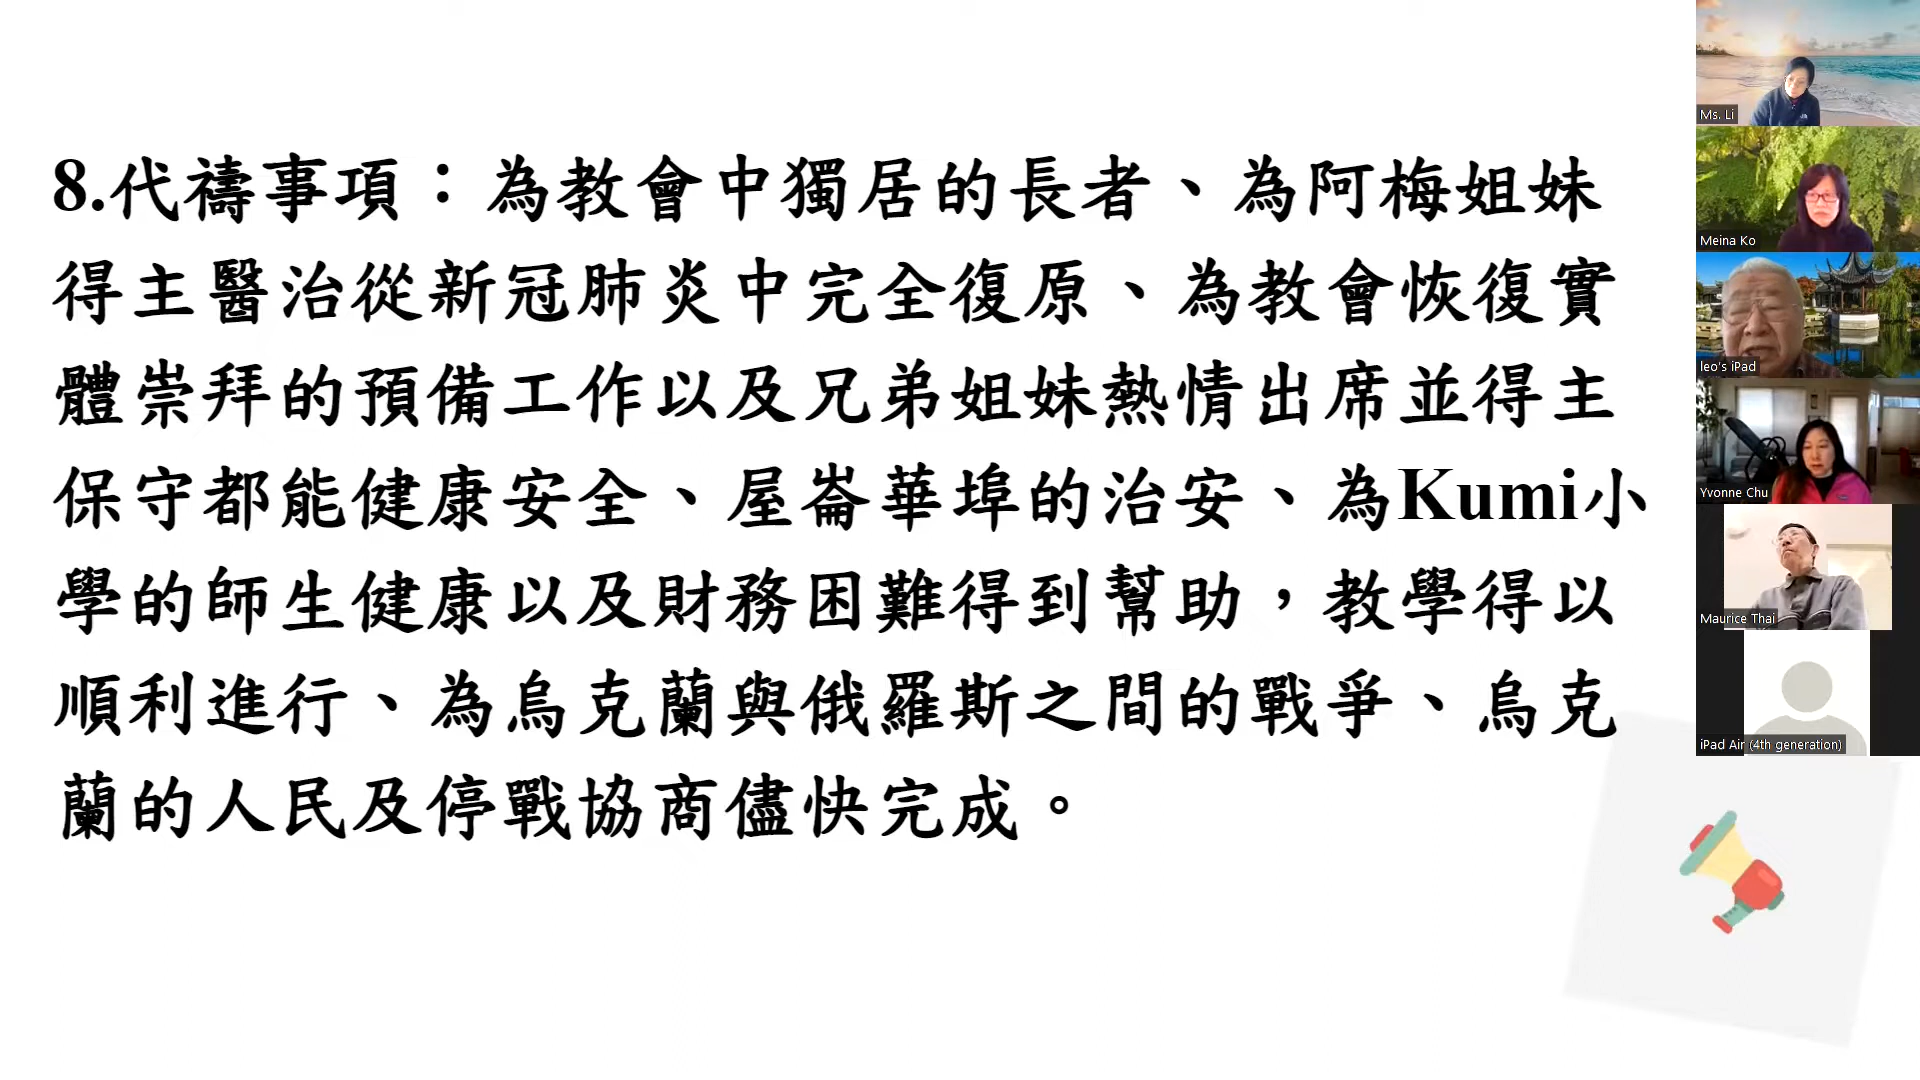 8.代禱事項：為教會中獨居的長者、為阿梅姐妹
得主醫治從新冠肺炎中完全復原、為教會恢復實
體崇拜的預備工作以及兄弟姐妹熱情出席並得主
保守都能健康安全、屋崙華埠的治安、為Kumi小
學的師生健康以及財務困難得到幫助，教學得以
順利進行、為烏克蘭與俄羅斯之間的戰爭、烏克
蘭的人民及停戰協商儘快完成。
Ms. Li
Meina Ko
leo's iPad
Yvonne Chu
Maurice Thai
iPad Air (4th generation)